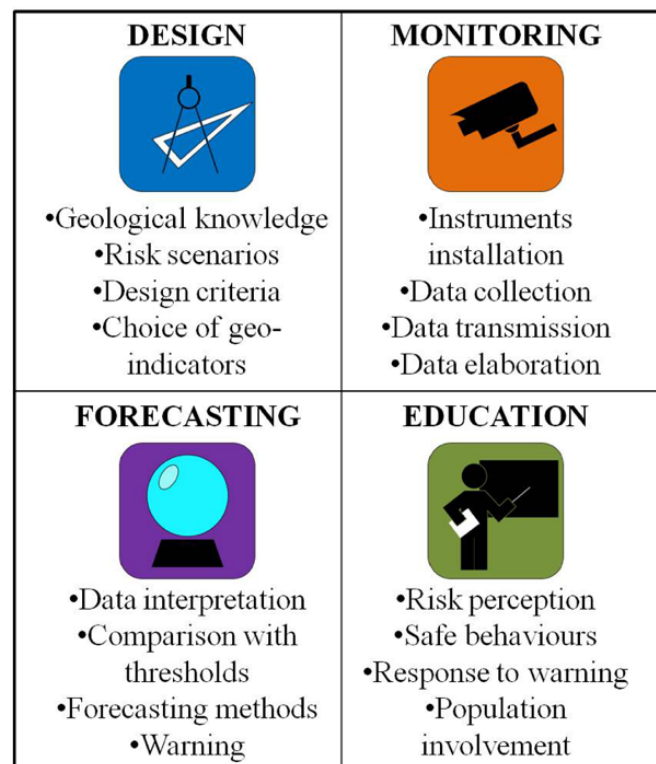 DESIGN
•Geological knowledge
•Risk scenarios
•Design criteria
•Choice of geo-
indicators
MONITORING
•Instruments
installation
•Data collection
•Data transmission
•Data elaboration
FORECASTING
•Data interpretation
•Comparison with
thresholds
•Forecasting methods
•Warning
EDUCATION
•Risk perception
•Safe behaviours
•Response to warning
•Population
involvement